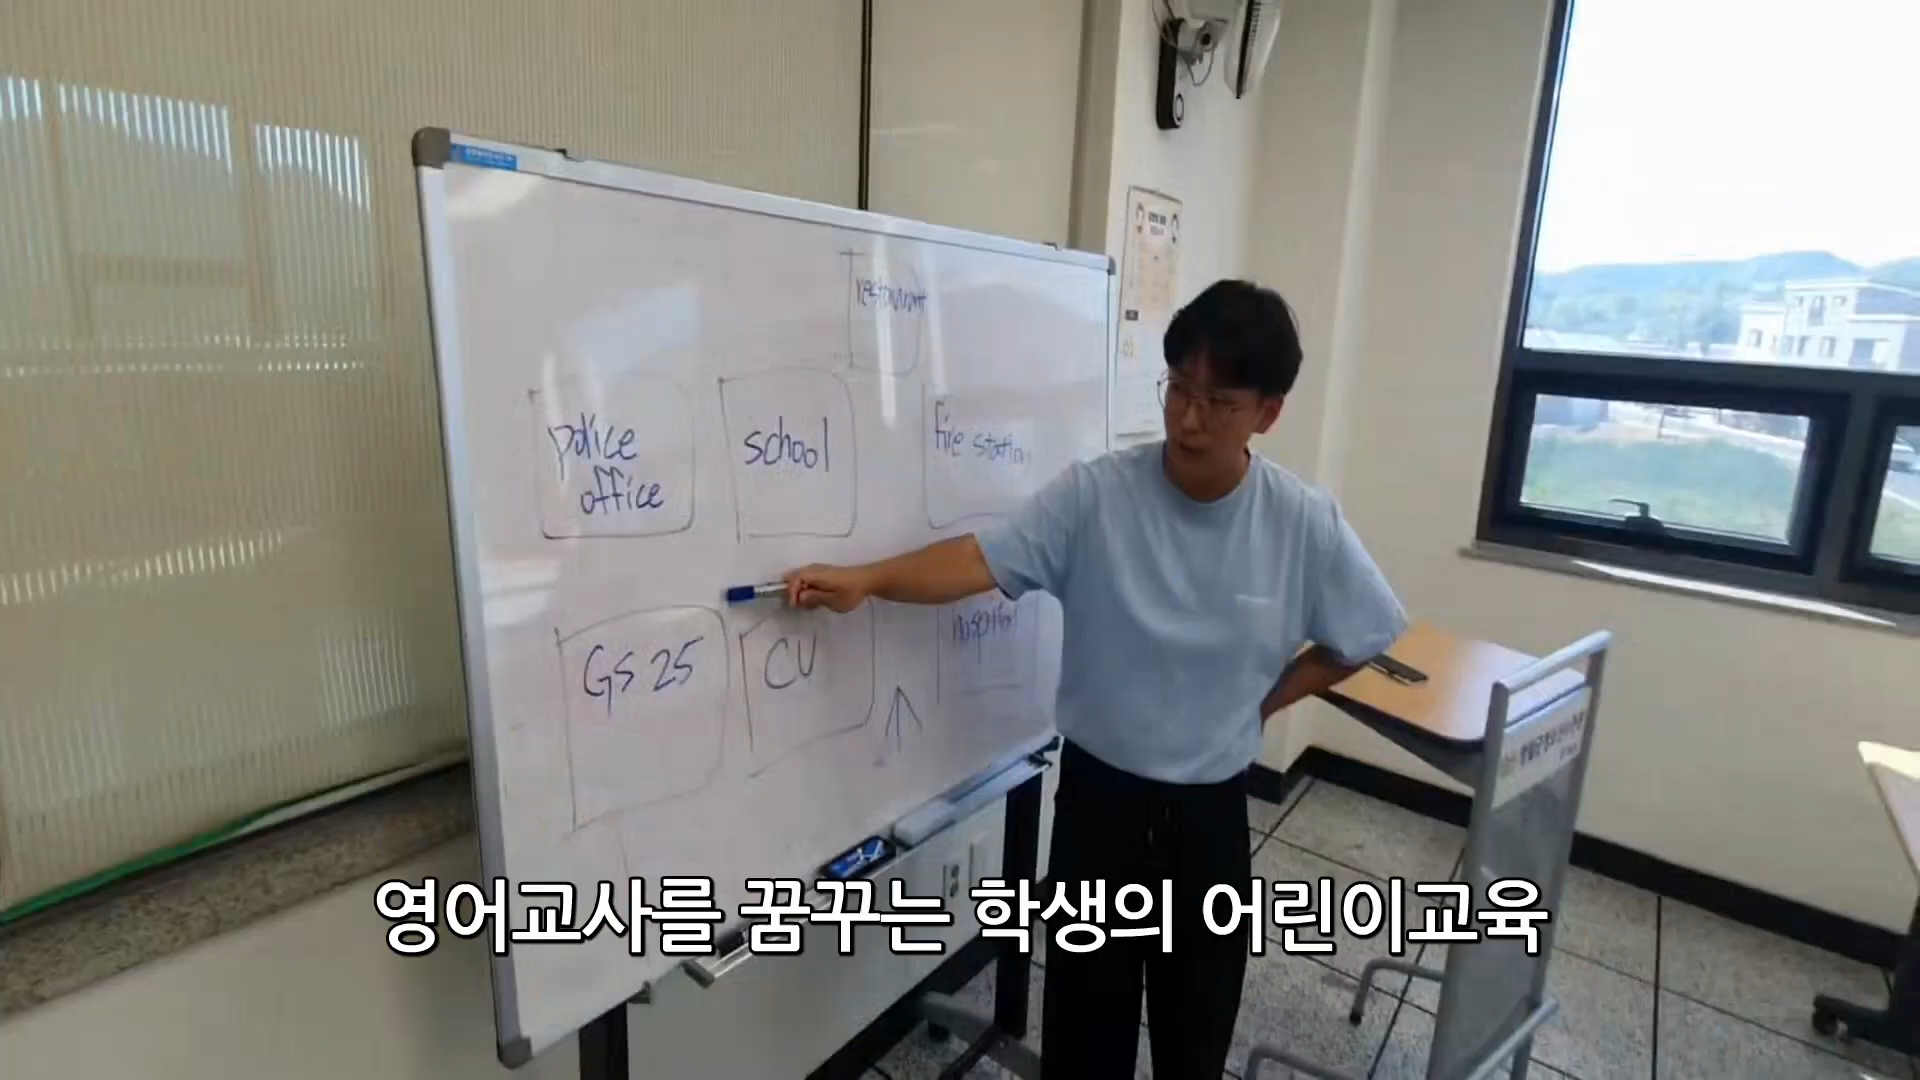 restaurant
police
office
school
fire station
GS 25
CU
hospital
영어교사를 꿈꾸는 학생의 어린이교육